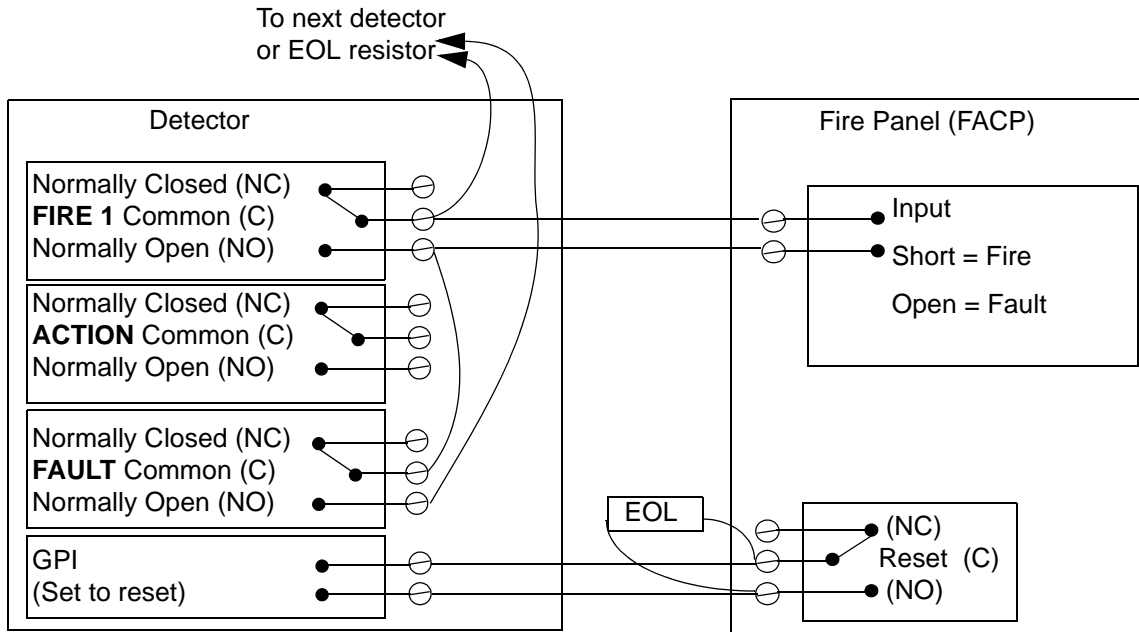 To next detector
or EOL resistor
Detector
Normally Closed (NC)
FIRE 1 Common (C)
Normally Open (NO)
Normally Closed (NC)
ACTION Common (C)
Normally Open (NO)
Normally Closed (NC)
FAULT Common (C)
Normally Open (NO)
GPI
(Set to reset)
Fire Panel (FACP)
Input
Short = Fire
Open = Fault
EOL
(NC)
Reset (C)
(NO)